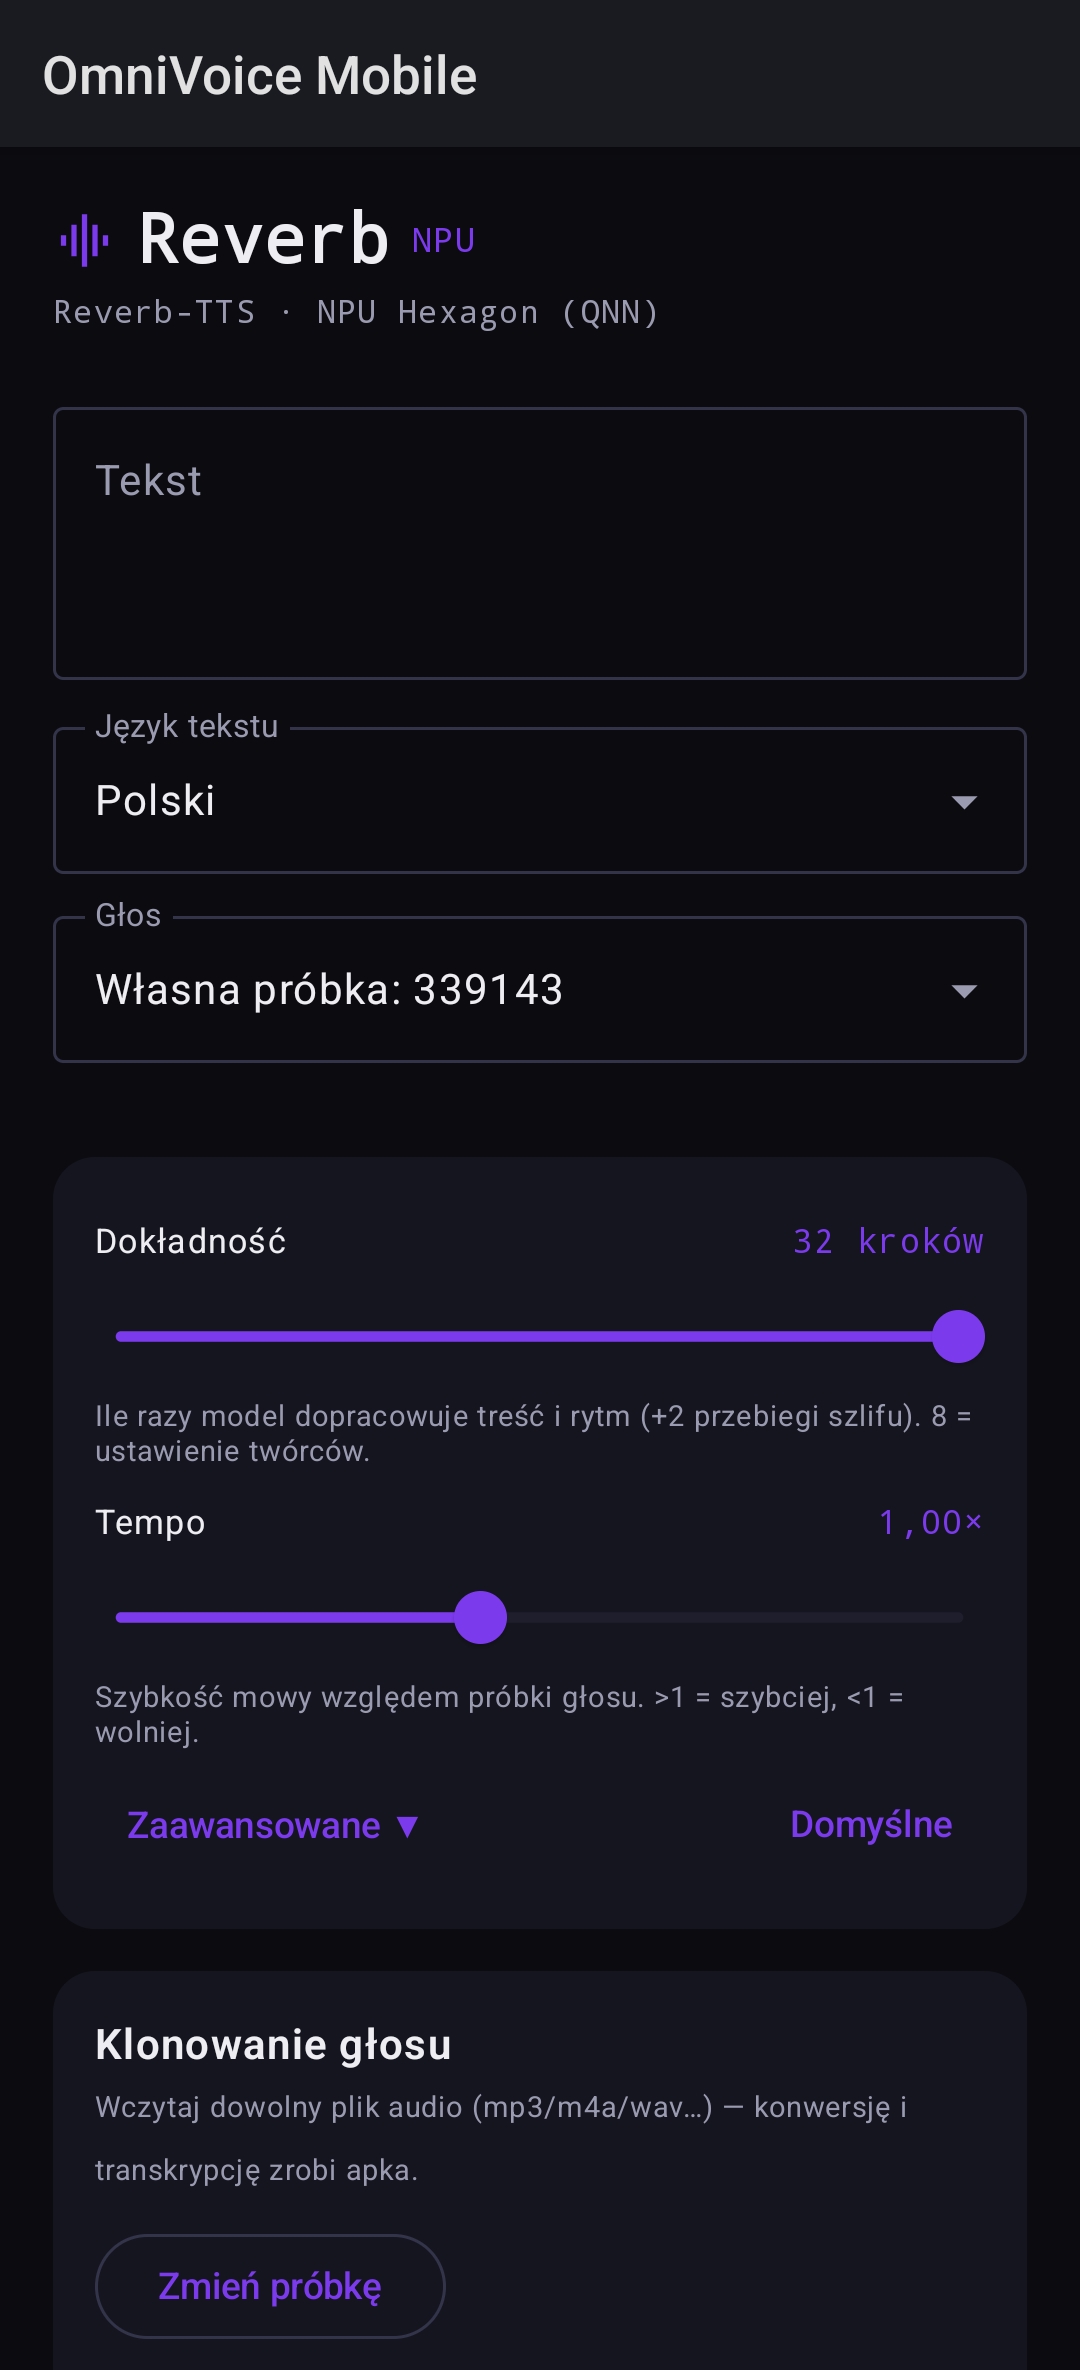 OmniVoice Mobile
Reverb NPU
Reverb-TTS · NPU Hexagon (QNN)
Tekst
Język tekstu
Polski
Głos
Własna próbka: 339143
Dokładność 32 kroków
Ile razy model dopracowuje treść i rytm (+2 przebiegi szlifu). 8 =
ustawienie twórców.
Tempo 1,00×
Szybkość mowy względem próbki głosu. >1 = szybciej, <1 =
wolniej.
Zaawansowane ▼ Domyślne
Klonowanie głosu
Wczytaj dowolny plik audio (mp3/m4a/wav…) — konwersję i
transkrypcję zrobi apka.
Zmień próbkę